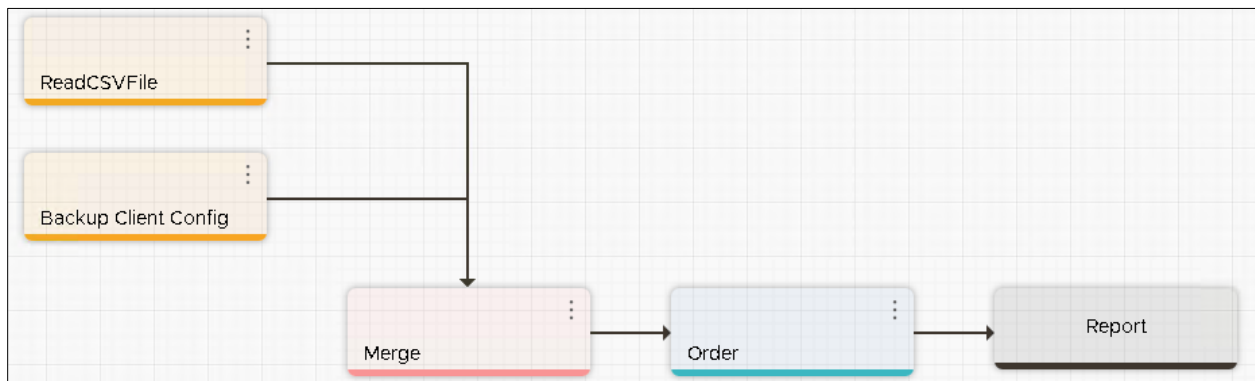 ReadCSVFile
Backup Client Config
Merge
Order
Report